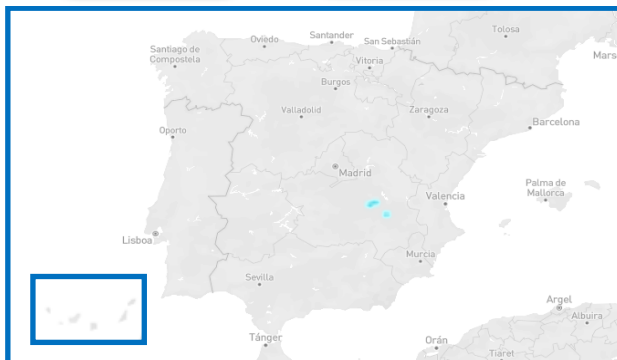 Oviedo
Santander
San Sebastián
Tolosa
Santiago de
Compostela
Vitoria
Mars
Burgos
Valladolid
Zaragoza
Barcelona
Oporto
Madrid
Palma de
Mallorca
Valencia
Lisboa
Murcia
Sevilla
Argel
Albuira
Tánger
Orán
Tiaret